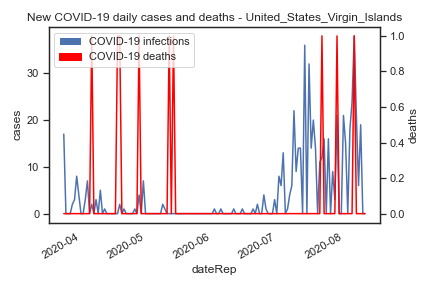 New COVID-19 daily cases and deaths - United_States_Virgin_Islands
COVID-19 infections
COVID-19 deaths
cases
30
20
10
0
deaths
1.0
0.8
0.6
0.4
0.2
0.0
2020-04
2020-05
2020-06
2020-07
2020-08
dateRep